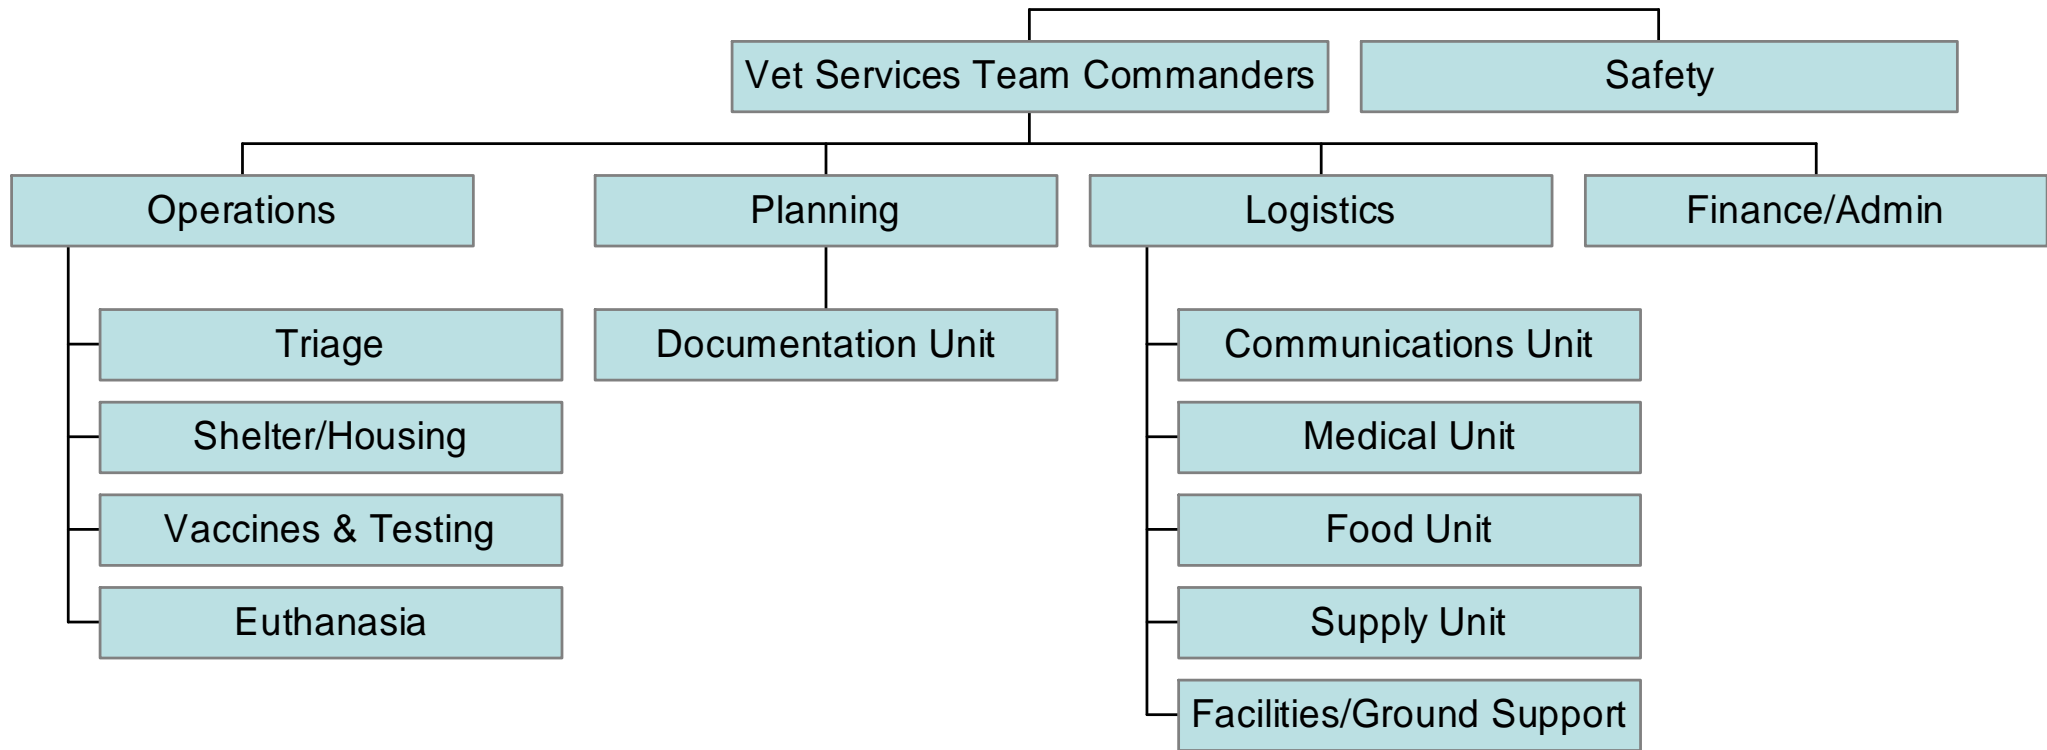 Vet Services Team Commanders
Safety
Operations
Planning
Logistics
Finance/Admin
Triage
Documentation Unit
Communications Unit
Shelter/Housing
Medical Unit
Vaccines & Testing
Food Unit
Euthanasia
Supply Unit
Facilities/Ground Support